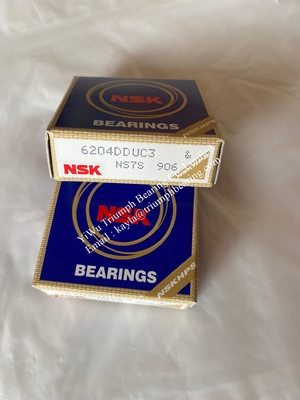 NSK
BEARINGS
6204DDUC3 &
NSK NS7S 906
YiWu Triumph Bearing
Email : kayla@triumphbearing.com
NSK
BEARINGS
NSKHPS